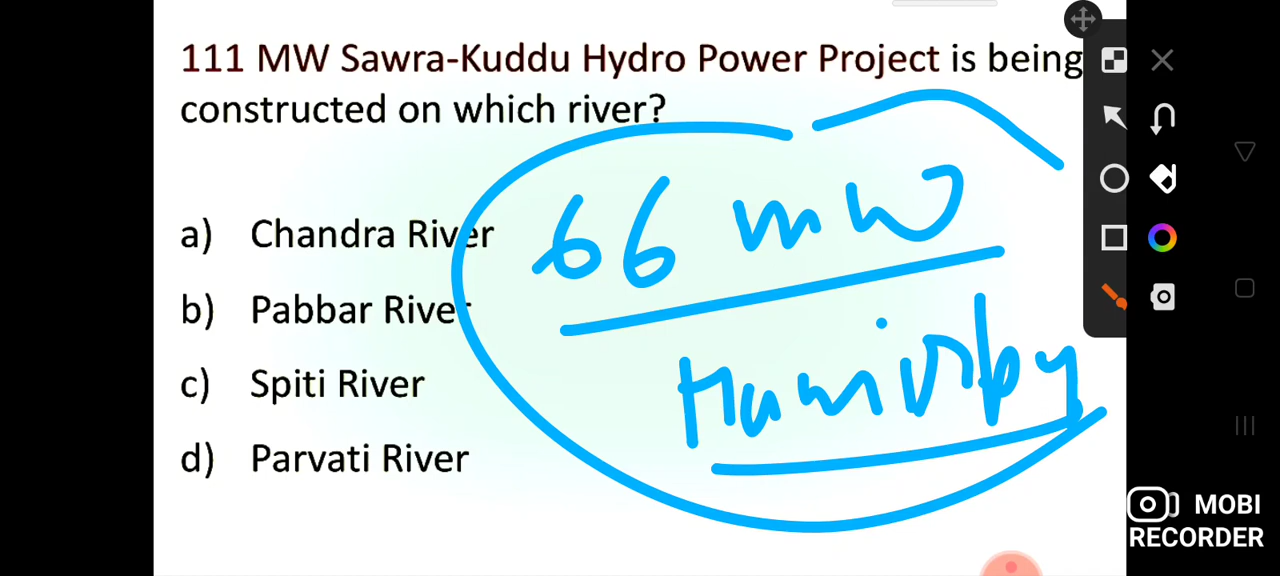 111 MW Sawra-Kuddu Hydro Power Project is being
constructed on which river?
a) Chandra River
66 MW
b) Pabbar River
c) Spiti River
d) Parvati River
MOBI
RECORDER